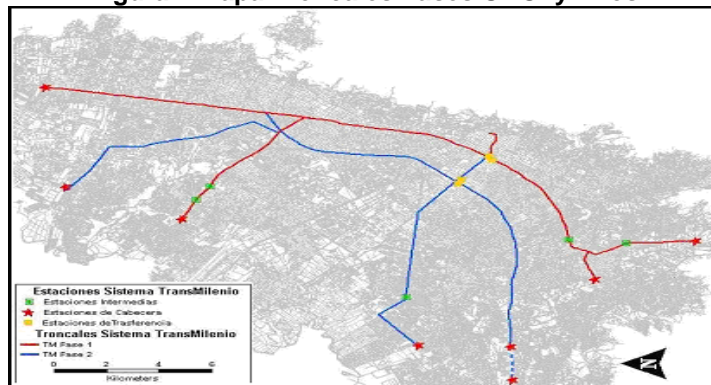 Estaciones Sistema TransMilenio
Estaciones Intermedias
Estaciones de Cabecera
Estaciones deTrasferencia
Troncales Sistema TransMilenio
TM Fase 1
TM Fase 2
0 2 4 6
Kilometers
N